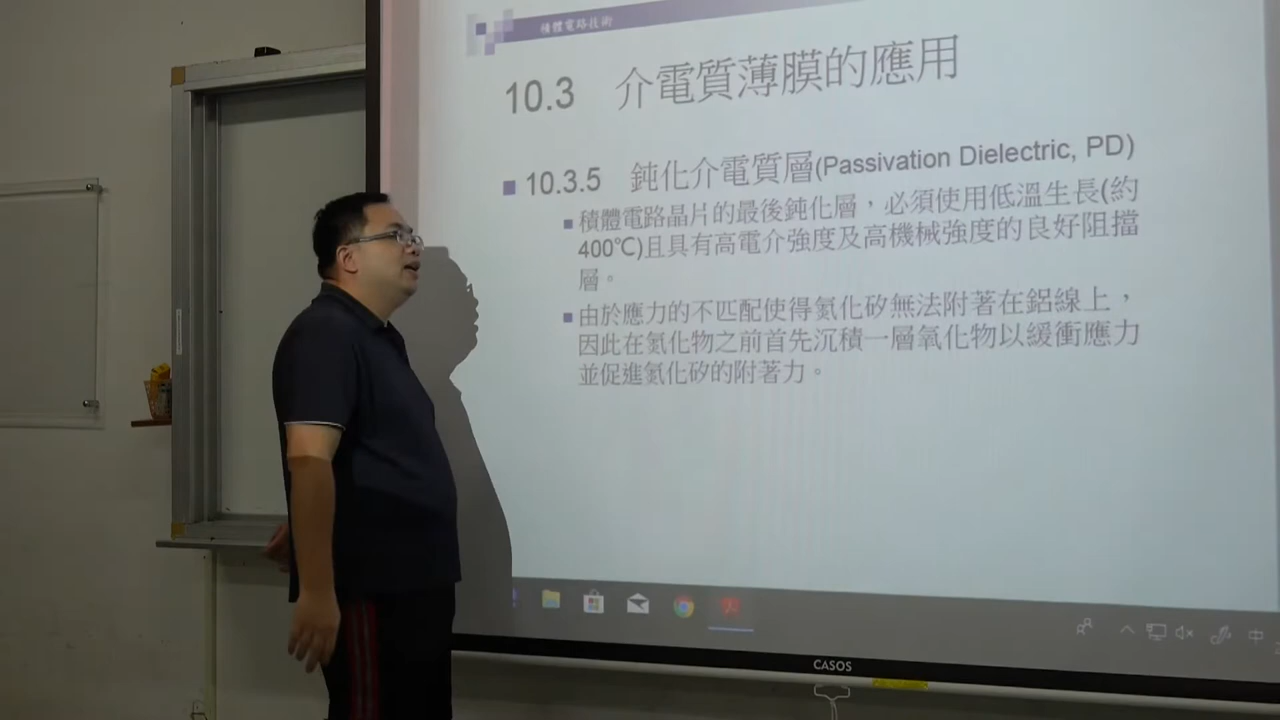 積體電路技術
10.3 介電質薄膜的應用
10.3.5 鈍化介電質層(Passivation Dielectric, PD)
積體電路晶片的最後鈍化層，必須使用低溫生長(約
400℃)且具有高電介強度及高機械強度的良好阻擋
層。
由於應力的不匹配使得氮化矽無法附著在鋁線上，
因此在氮化物之前首先沉積一層氧化物以緩衝應力
並促進氮化矽的附著力。
中
CASOS